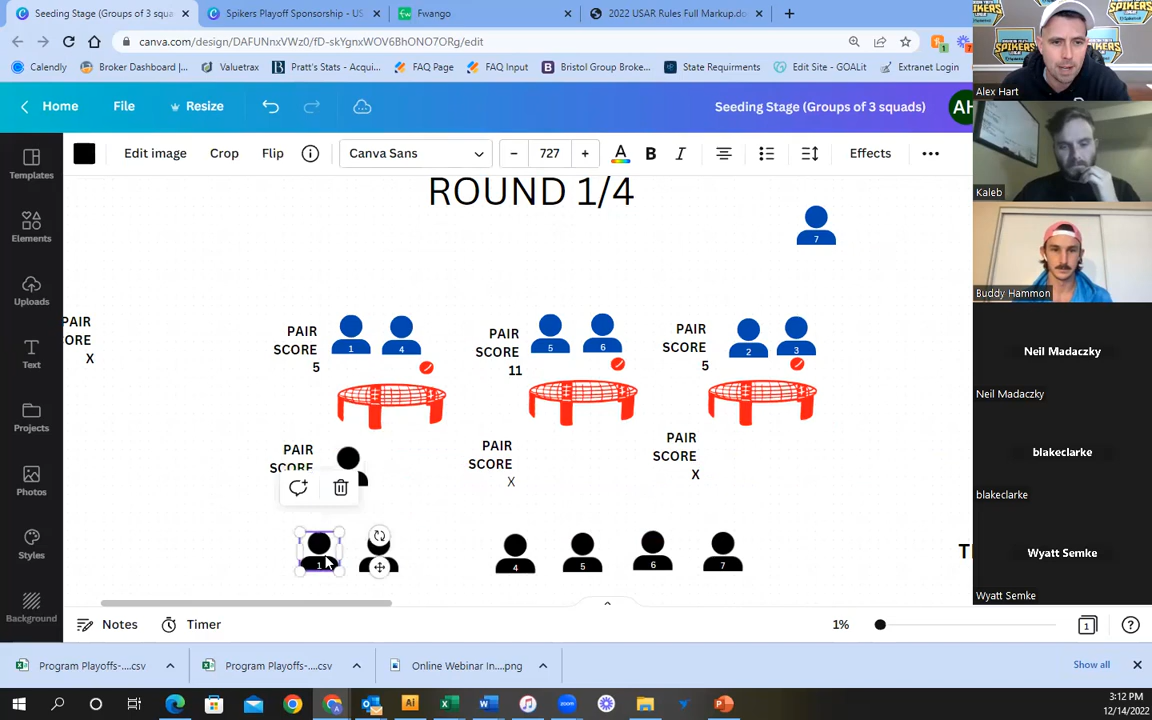 Seeding Stage (Groups of 3 squads)
Spikers Playoff Sponsorship - US
Fwango
2022 USAR Rules Full Markup.do
canva.com/design/DAFUNnxVWz0/fD-skYgnxWOV6BhONO7ORg/edit
Calendly
Broker Dashboard |...
Valuetrax
Pratt's Stats - Acqui...
FAQ Page
FAQ Input
Bristol Group Broke...
State Requirments
Edit Site - GOALit
Extranet Login
Home
File
Resize
Seeding Stage (Groups of 3 squads)
AH
Edit image
Crop
Flip
Canva Sans
727
A
B
I
Effects
Templates
Elements
Uploads
Text
Projects
Photos
Styles
Background
ROUND 1/4
7
PAIR
ORE
X
PAIR
SCORE
5
1
4
PAIR
SCORE
11
5
6
PAIR
SCORE
5
2
3
PAIR
SCORE
PAIR
SCORE
X
PAIR
SCORE
X
1
4
5
6
7
T
Notes
Timer
1%
1
Program Playoffs-....csv
Program Playoffs-....csv
Online Webinar In....png
Show all
3:12 PM
12/14/2022
Alex Hart
Kaleb
Buddy Hammon
Neil Madaczky
Neil Madaczky
blakeclarke
blakeclarke
Wyatt Semke
Wyatt Semke